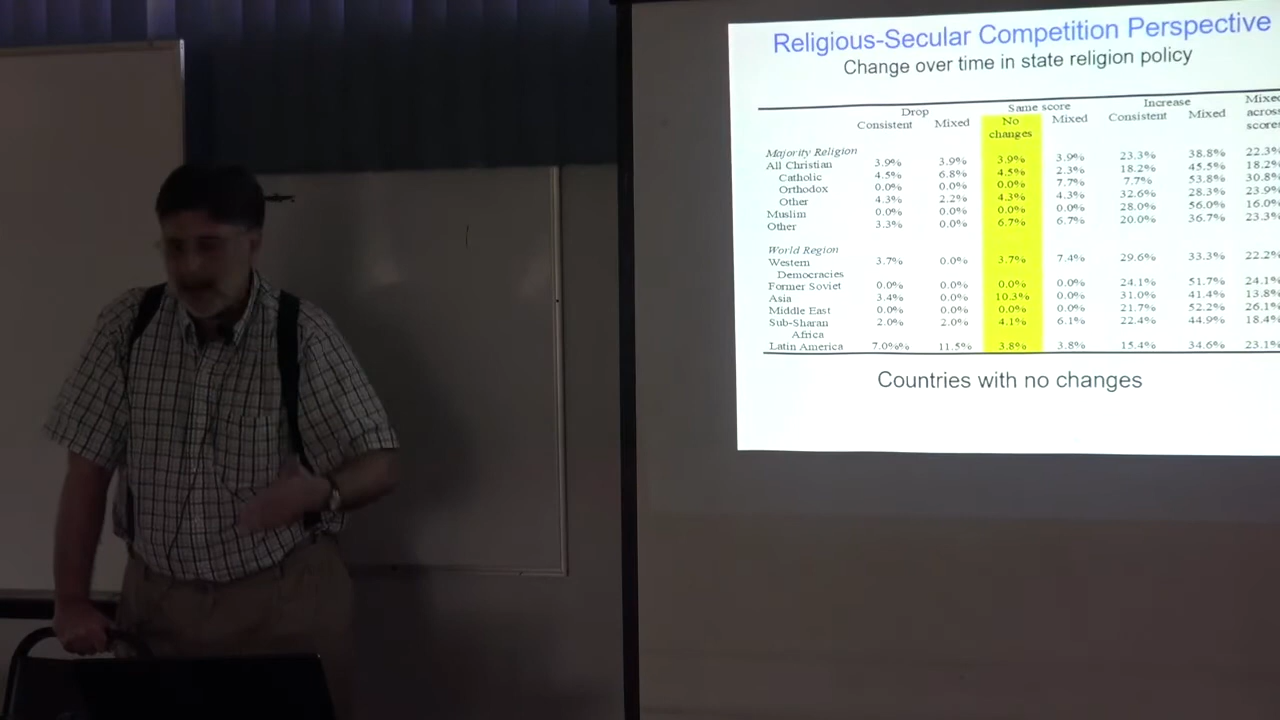 Religious-Secular Competition Perspective
Change over time in state religion policy
Drop Same score Increase Mixed across score
Consistent Mixed No changes Mixed Consistent Mixed
Majority Religion
All Christian 3.9% 3.9% 3.9% 3.9% 23.3% 38.8% 22.3%
Catholic 4.5% 6.8% 4.5% 2.3% 18.2% 45.5% 18.2%
Orthodox 0.0% 0.0% 0.0% 7.7% 7.7% 53.8% 30.8%
Other 4.3% 2.2% 4.3% 4.3% 32.6% 28.3% 23.9%
Muslim 0.0% 0.0% 0.0% 0.0% 28.0% 56.0% 16.0%
Other 3.3% 0.0% 6.7% 6.7% 20.0% 36.7% 23.3%
World Region
Western 3.7% 0.0% 3.7% 7.4% 29.6% 33.3% 22.2%
Democracies
Former Soviet 0.0% 0.0% 0.0% 0.0% 24.1% 51.7% 24.1%
Asia 3.4% 0.0% 10.3% 0.0% 31.0% 41.4% 13.8%
Middle East 0.0% 0.0% 0.0% 0.0% 21.7% 52.2% 26.1%
Sub-Sharan 2.0% 2.0% 4.1% 6.1% 22.4% 44.9% 18.4%
Africa
Latin America 7.0%% 11.5% 3.8% 3.8% 15.4% 34.6% 23.1%
Countries with no changes